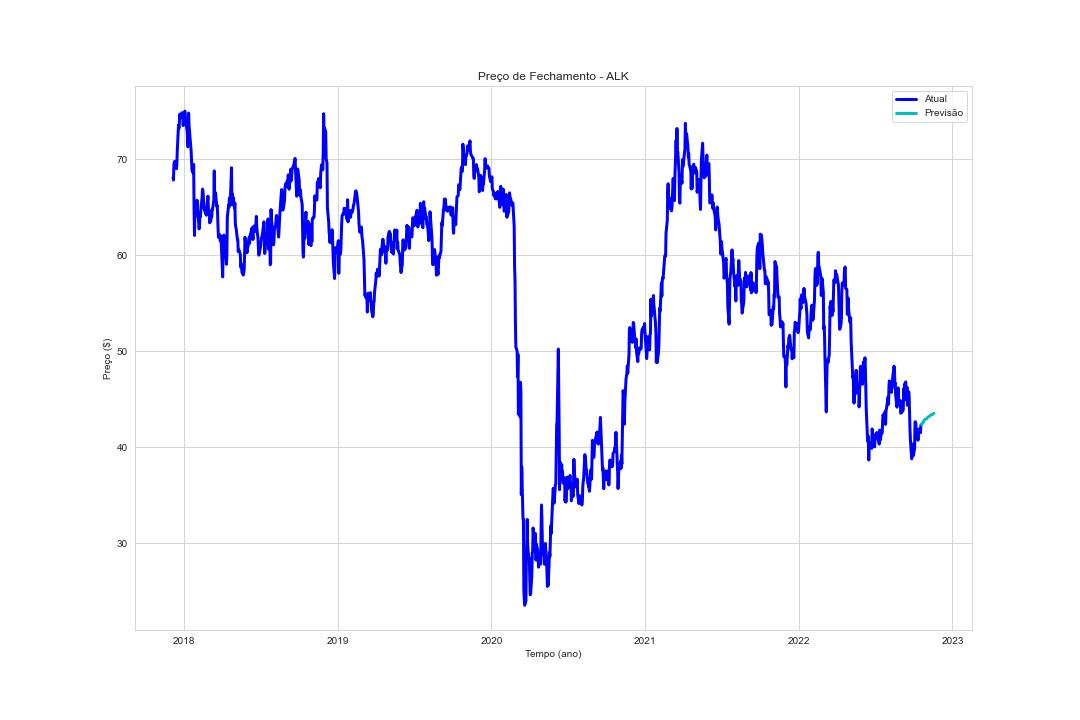 Preço de Fechamento - ALK
Atual
Previsão
70
60
50
40
30
Preço ($)
2018
2019
2020
2021
2022
2023
Tempo (ano)